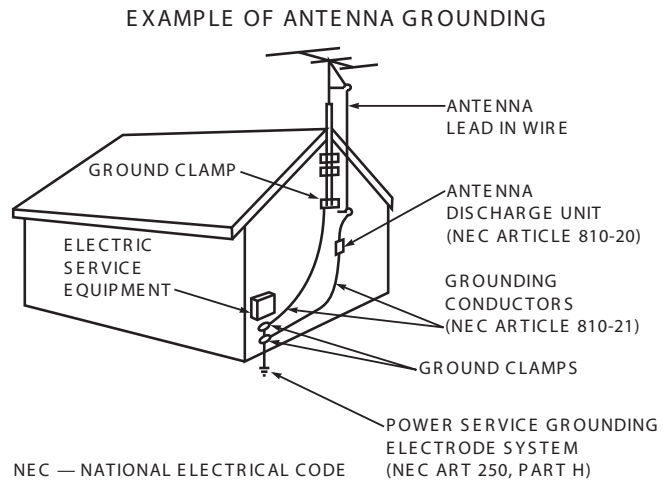 EXAMPLE OF ANTENNA GROUNDING
ANTENNA
LEAD IN WIRE
GROUND CLAMP
ANTENNA
DISCHARGE UNIT
(NEC ARTICLE 810-20)
ELECTRIC
SERVICE
EQUIPMENT
GROUNDING
CONDUCTORS
(NEC ARTICLE 810-21)
GROUND CLAMPS
POWER SERVICE GROUNDING
ELECTRODE SYSTEM
(NEC ART 250, PART H)
NEC — NATIONAL ELECTRICAL CODE